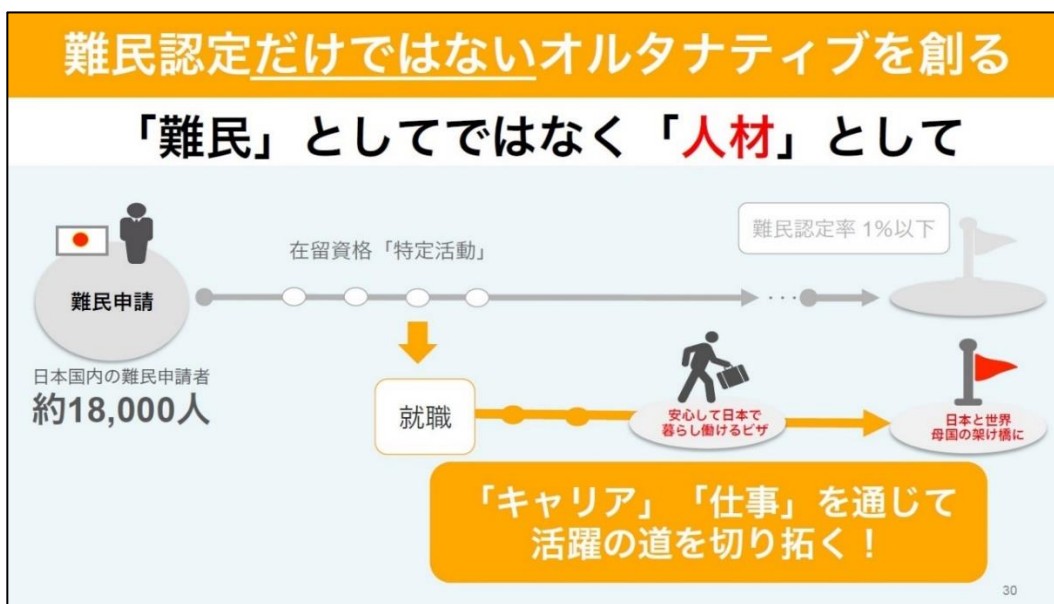 難民認定だけではないオルタナティブを創る
「難民」としてではなく「人材」として
難民認定率 1%以下
在留資格「特定活動」
難民申請
・・・
日本国内の難民申請者
約18,000人
就職
安心して日本で
暮らし働けるビザ
日本と世界
母国の架け橋に
「キャリア」「仕事」を通じて
活躍の道を切り拓く！
30